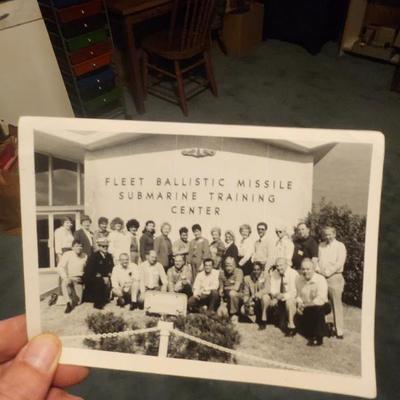 FLEET BALLISTIC MISSILE
SUBMARINE TRAINING
CENTER